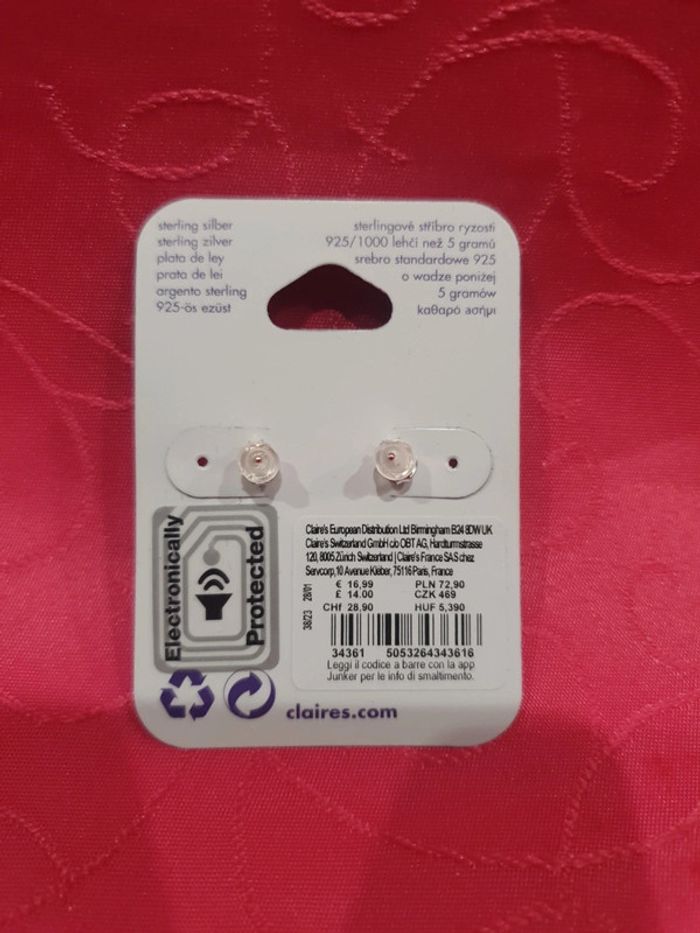 sterling silber
sterling zilver
plata de ley
prata de lei
argento sterling
925-ös ezüst
sterlingové stříbro ryzosti
925/1000 lehčí než 5 gramů
srebro standardowe 925
o wadze poniżej
5 gramów
καθαρό ασήμι
Electronically
Protected
Claire's European Distribution Ltd Birmingham B24 8DW UK
Claire's Switzerland GmbH c/o OBT AG, Hardturmstrasse
120, 8005 Zürich Switzerland | Claire's France SAS chez
Servcorp,10 Avenue Kléber, 75116 Paris, France
38/23 28/01
€ 16,99 PLN 72,90
£ 14.00 CZK 469
CHf 28,90 HUF 5,390
34361 5053264343616
Leggi il codice a barre con la app
Junker per le info di smaltimento.
claires.com